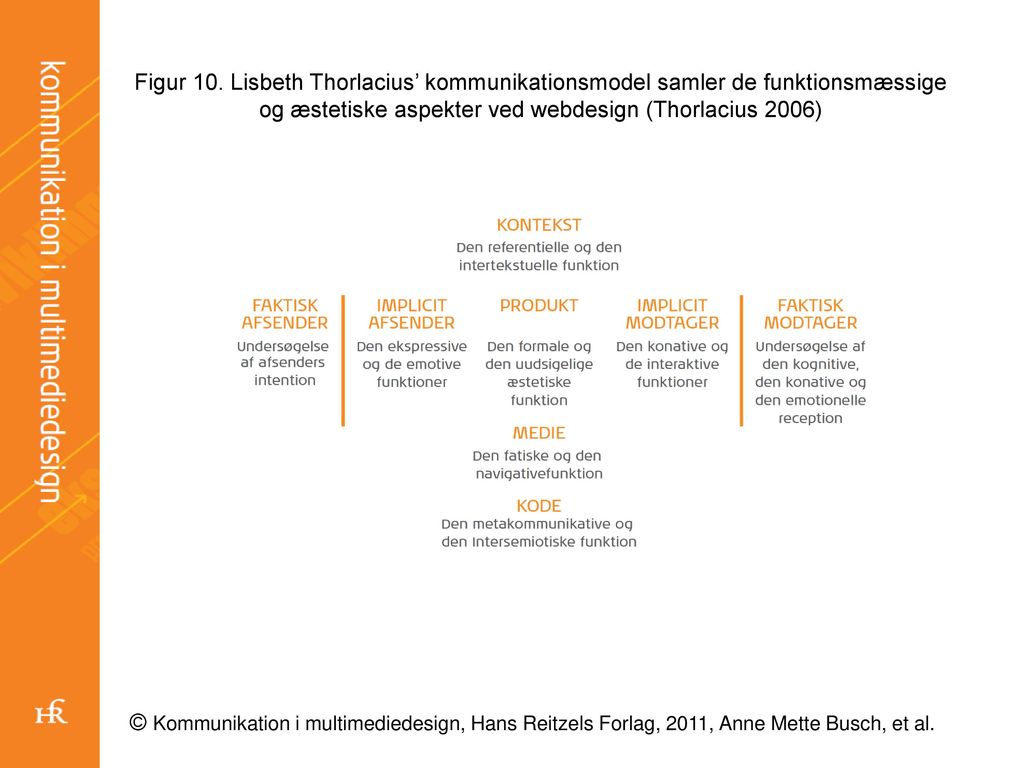 kommunikation i multimediedesign
Figur 10. Lisbeth Thorlacius’ kommunikationsmodel samler de funktionsmæssige
og æstetiske aspekter ved webdesign (Thorlacius 2006)
KONTEKST
Den referentielle og den
intertekstuelle funktion
FAKTISK
AFSENDER
Undersøgelse
af afsenders
intention
IMPLICIT
AFSENDER
Den ekspressive
og de emotive
funktioner
PRODUKT
Den formale og
den uudsigelige
æstetiske
funktion
IMPLICIT
MODTAGER
Den konative og
de interaktive
funktioner
FAKTISK
MODTAGER
Undersøgelse af
den kognitive,
den konative og
den emotionelle
reception
MEDIE
Den fatiske og den
navigativefunktion
KODE
Den metakommunikative og
den Intersemiotiske funktion
© Kommunikation i multimediedesign, Hans Reitzels Forlag, 2011, Anne Mette Busch, et al.